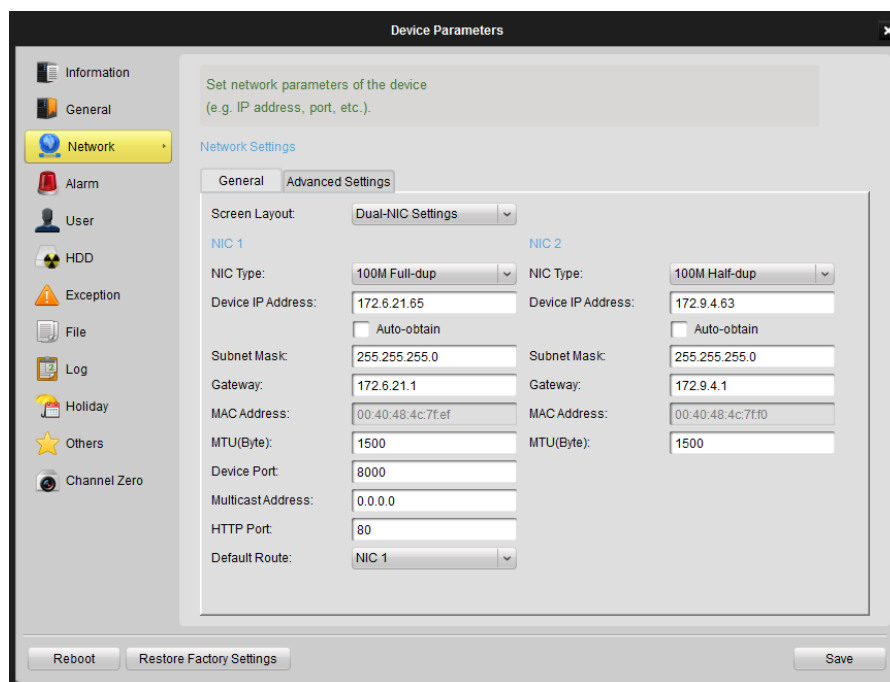 Device Parameters
Information
General
Network
Alarm
User
HDD
Exception
File
Log
Holiday
Others
Channel Zero
Set network parameters of the device
(e.g. IP address, port, etc.).
Network Settings
General Advanced Settings
Screen Layout: Dual-NIC Settings
NIC 1 NIC 2
NIC Type: 100M Full-dup NIC Type: 100M Half-dup
Device IP Address: 172.6.21.65 Device IP Address: 172.9.4.63
Auto-obtain Auto-obtain
Subnet Mask: 255.255.255.0 Subnet Mask: 255.255.255.0
Gateway: 172.6.21.1 Gateway: 172.9.4.1
MAC Address: 00:40:48:4c:7f:ef MAC Address: 00:40:48:4c:7f:f0
MTU(Byte): 1500 MTU(Byte): 1500
Device Port: 8000
Multicast Address: 0.0.0.0
HTTP Port: 80
Default Route: NIC 1
Reboot Restore Factory Settings Save